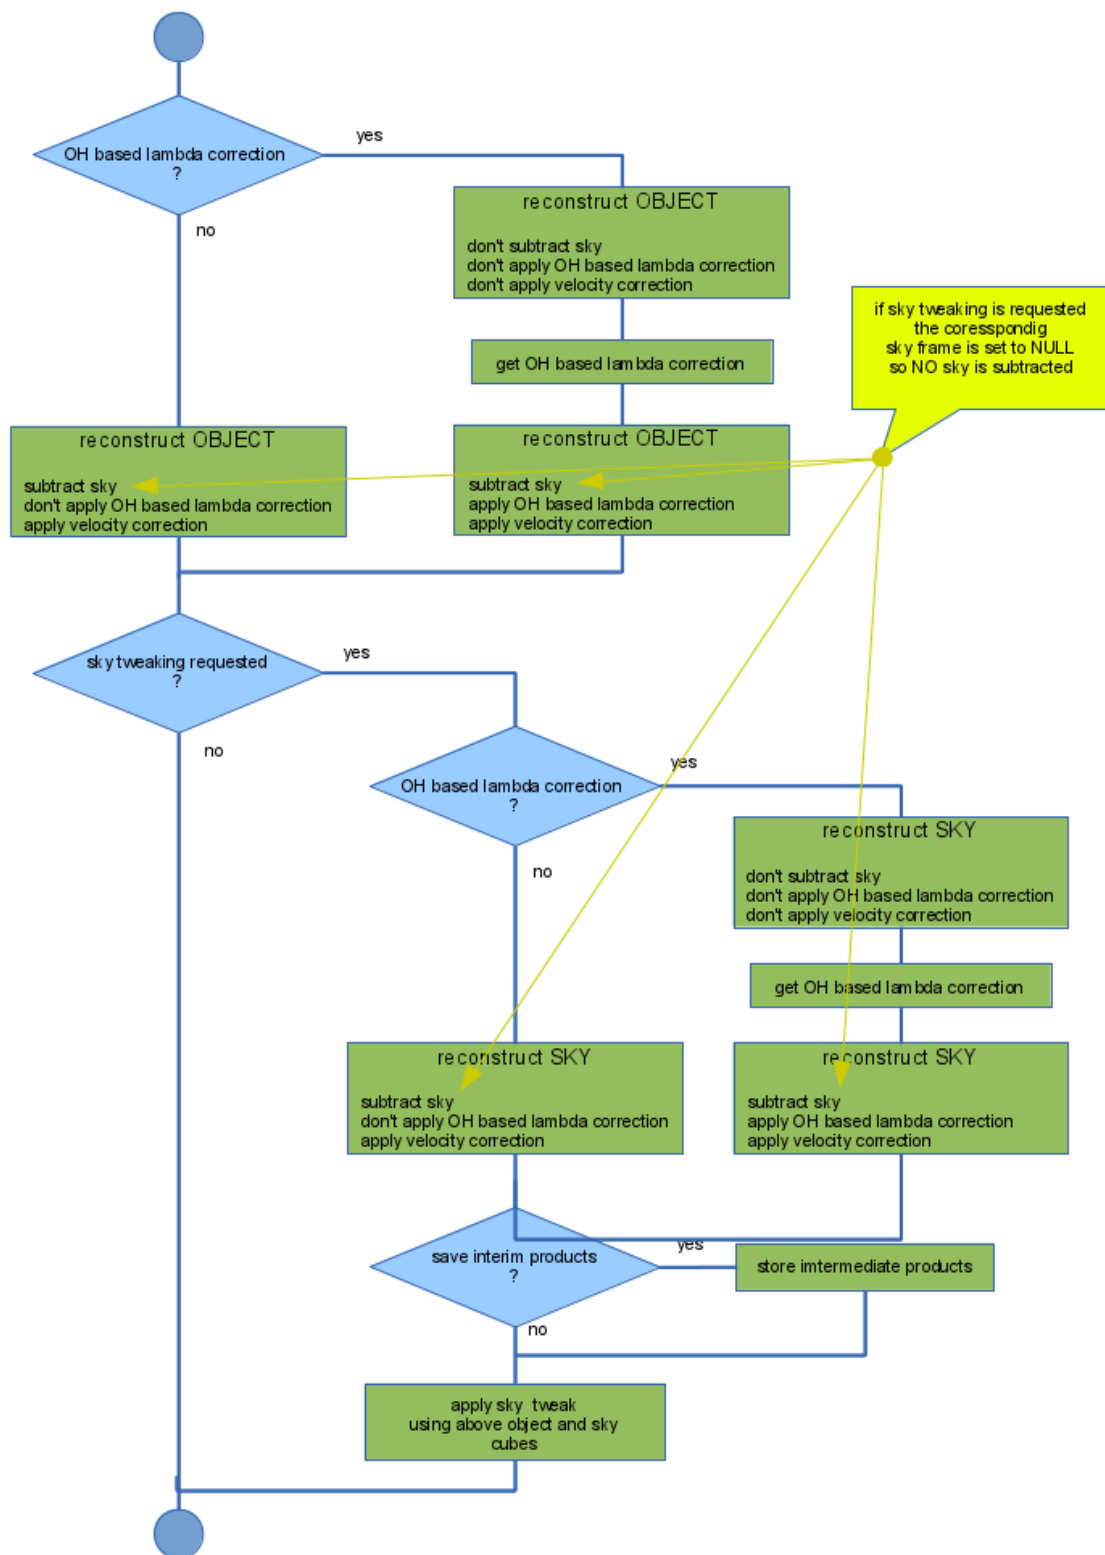 OH based lambda correction
?
yes
no
reconstruct OBJECT
don't subtract sky
don't apply OH based lambda correction
don't apply velocity correction
if sky tweaking is requested
the coresspondig
sky frame is set to NULL
so NO sky is subtracted
get OH based lambda correction
reconstruct OBJECT
subtract sky
don't apply OH based lambda correction
apply velocity correction
reconstruct OBJECT
subtract sky
apply OH based lambda correction
apply velocity correction
sky tweaking requested
?
yes
no
OH based lambda correction
?
yes
no
reconstruct SKY
don't subtract sky
don't apply OH based lambda correction
don't apply velocity correction
get OH based lambda correction
reconstruct SKY
subtract sky
don't apply OH based lambda correction
apply velocity correction
reconstruct SKY
subtract sky
apply OH based lambda correction
apply velocity correction
save interim products
?
yes
store intermediate products
no
apply sky tweak
using above object and sky
cubes